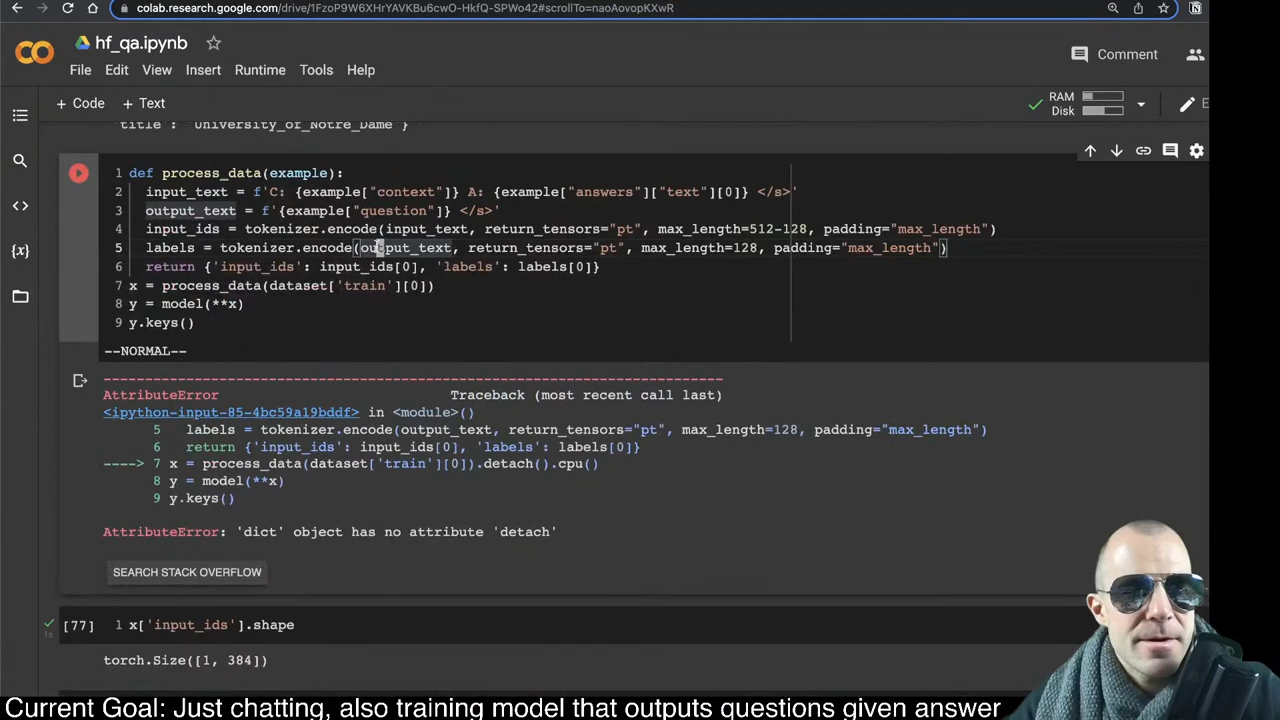 colab.research.google.com/drive/1FzoP9W6XHrYAVKBu6cwO-HkfQ-SPWo42#scrollTo=naoAovopKXwR
hf_qa.ipynb
Comment
File Edit View Insert Runtime Tools Help
+ Code + Text
RAM
Disk
E
'title': 'University_of_Notre_Dame'}
1 def process_data(example):
2 input_text = f'C: {example["context"]} A: {example["answers"]["text"][0]} </s>'
3 output_text = f'{example["question"]} </s>'
4 input_ids = tokenizer.encode(input_text, return_tensors="pt", max_length=512-128, padding="max_length")
5 labels = tokenizer.encode(output_text, return_tensors="pt", max_length=128, padding="max_length")
6 return {'input_ids': input_ids[0], 'labels': labels[0]}
7 x = process_data(dataset['train'][0])
8 y = model(**x)
9 y.keys()
--NORMAL--
AttributeError Traceback (most recent call last)
<ipython-input-85-4bc59a19bddf> in <module>()
5 labels = tokenizer.encode(output_text, return_tensors="pt", max_length=128, padding="max_length")
6 return {'input_ids': input_ids[0], 'labels': labels[0]}
----> 7 x = process_data(dataset['train'][0]).detach().cpu()
8 y = model(**x)
9 y.keys()
AttributeError: 'dict' object has no attribute 'detach'
SEARCH STACK OVERFLOW
[77] 1 x['input_ids'].shape
1s
torch.Size([1, 384])
Current Goal: Just chatting, also training model that outputs questions given answer